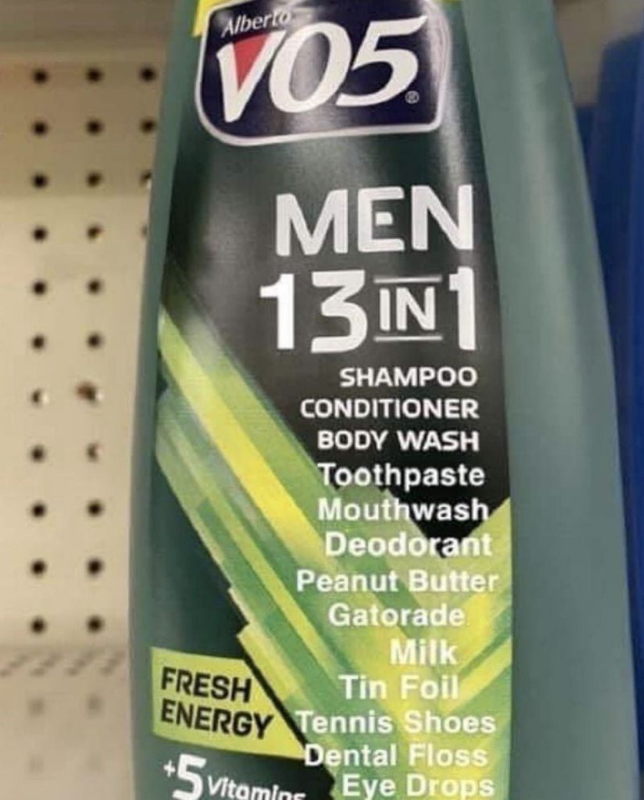 Alberto
VO5®
MEN
13 IN 1
SHAMPOO
CONDITIONER
BODY WASH
Toothpaste
Mouthwash
Deodorant
Peanut Butter
Gatorade
Milk
Tin Foil
Tennis Shoes
Dental Floss
Eye Drops
FRESH
ENERGY
+5 Vitamins